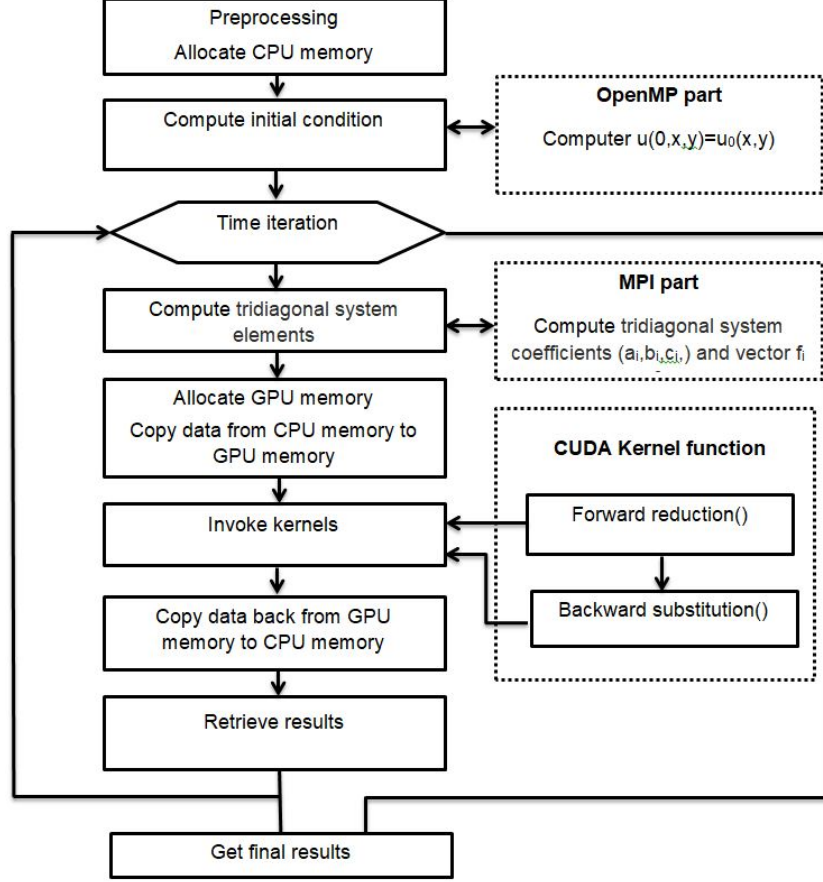 Preprocessing
Allocate CPU memory
Compute initial condition
OpenMP part
Computer u(0,x,y)=u₀(x,y)
Time iteration
Compute tridiagonal system
elements
MPI part
Compute tridiagonal system
coefficients (aᵢ,bᵢ,cᵢ,) and vector fᵢ
Allocate GPU memory
Copy data from CPU memory to
GPU memory
CUDA Kernel function
Forward reduction()
Invoke kernels
Backward substitution()
Copy data back from GPU
memory to CPU memory
Retrieve results
Get final results